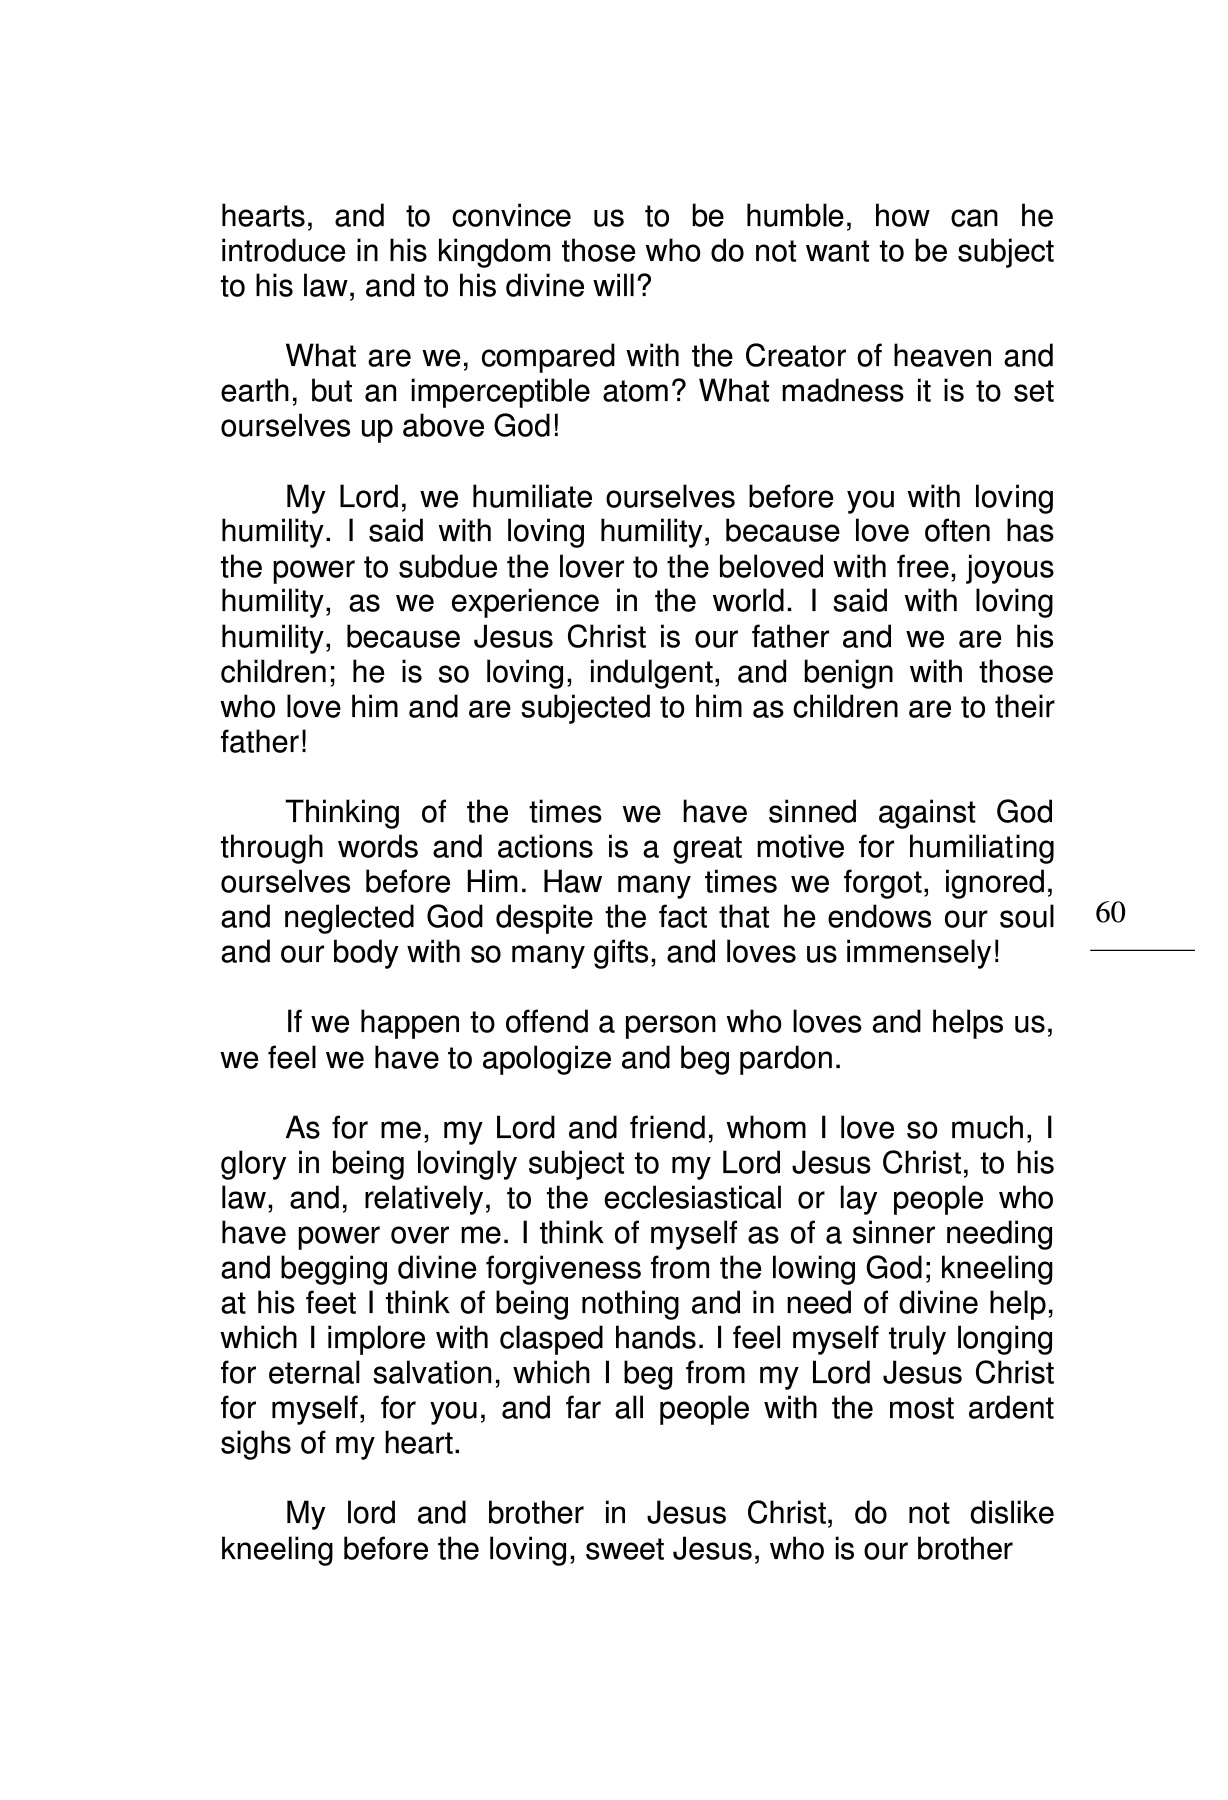 hearts, and to convince us to be humble, how can he
introduce in his kingdom those who do not want to be subject
to his law, and to his divine will?
What are we, compared with the Creator of heaven and
earth, but an imperceptible atom? What madness it is to set
ourselves up above God!
My Lord, we humiliate ourselves before you with loving
humility. I said with loving humility, because love often has
the power to subdue the lover to the beloved with free, joyous
humility, as we experience in the world. I said with loving
humility, because Jesus Christ is our father and we are his
children; he is so loving, indulgent, and benign with those
who love him and are subjected to him as children are to their
father!
Thinking of the times we have sinned against God
through words and actions is a great motive for humiliating
ourselves before Him. Haw many times we forgot, ignored,
and neglected God despite the fact that he endows our soul
and our body with so many gifts, and loves us immensely!
60
If we happen to offend a person who loves and helps us,
we feel we have to apologize and beg pardon.
As for me, my Lord and friend, whom I love so much, I
glory in being lovingly subject to my Lord Jesus Christ, to his
law, and, relatively, to the ecclesiastical or lay people who
have power over me. I think of myself as of a sinner needing
and begging divine forgiveness from the lowing God; kneeling
at his feet I think of being nothing and in need of divine help,
which I implore with clasped hands. I feel myself truly longing
for eternal salvation, which I beg from my Lord Jesus Christ
for myself, for you, and far all people with the most ardent
sighs of my heart.
My lord and brother in Jesus Christ, do not dislike
kneeling before the loving, sweet Jesus, who is our brother